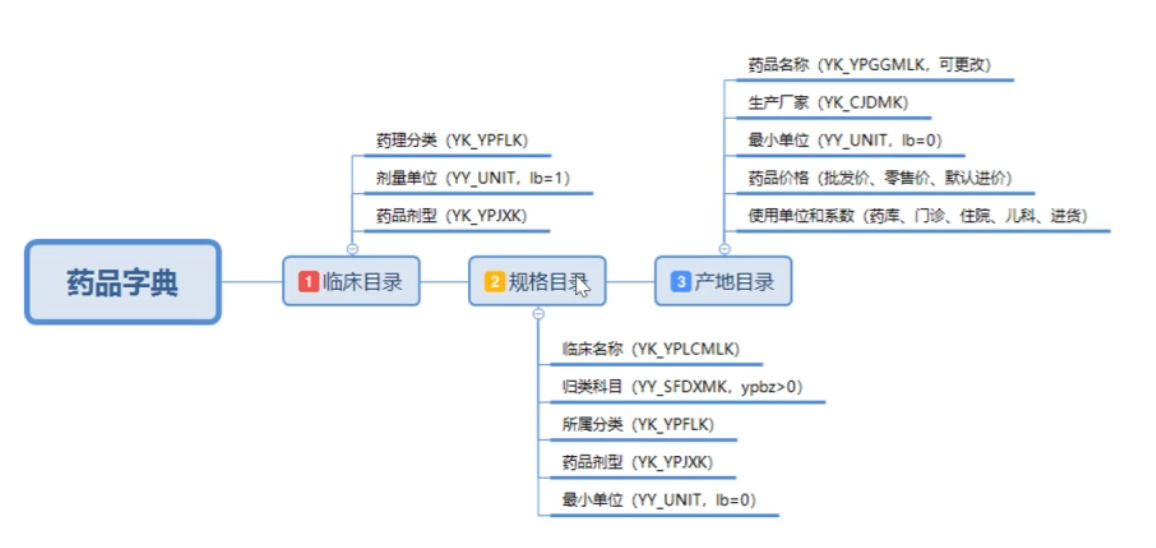 药品字典
1 临床目录
药理分类（YK_YPFLK）
剂量单位（YY_UNIT，lb=1）
药品剂型（YK_YPJXK）
2 规格目录
临床名称（YK_YPLCMLK)
归类科目（YY_SFDXMK，ypbz>0）
所属分类（YK_YPFLK)
药品剂型（YK_YPJXK)
最小单位（YY_UNIT，lb=0）
3 产地目录
药品名称（YK_YPGGMLK，可更改）
生产厂家（YK_CJDMK)
最小单位（YY_UNIT，lb=0）
药品价格（批发价、零售价、默认进价）
使用单位和系数（药库、门诊、住院、儿科、进货）